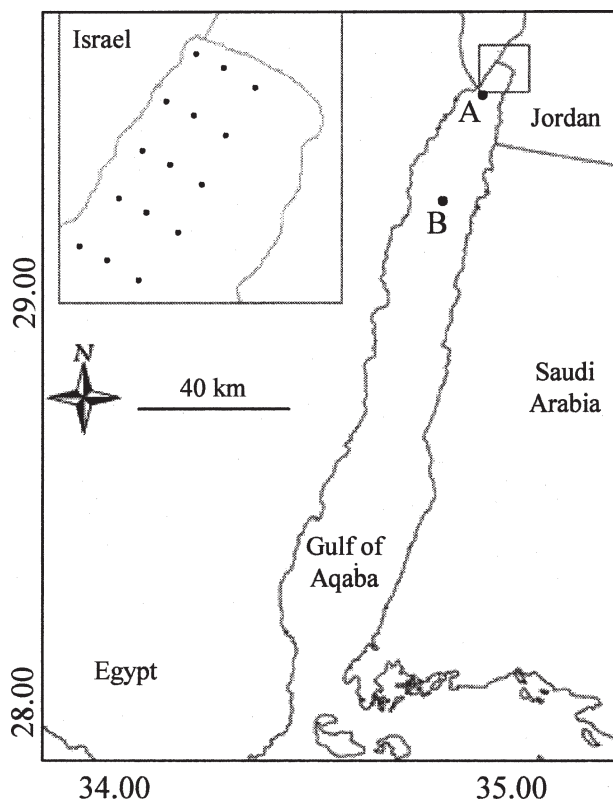 Israel
A
Jordan
B
29.00
N
40 km
Saudi
Arabia
Gulf of
Aqaba
Egypt
28.00
34.00
35.00